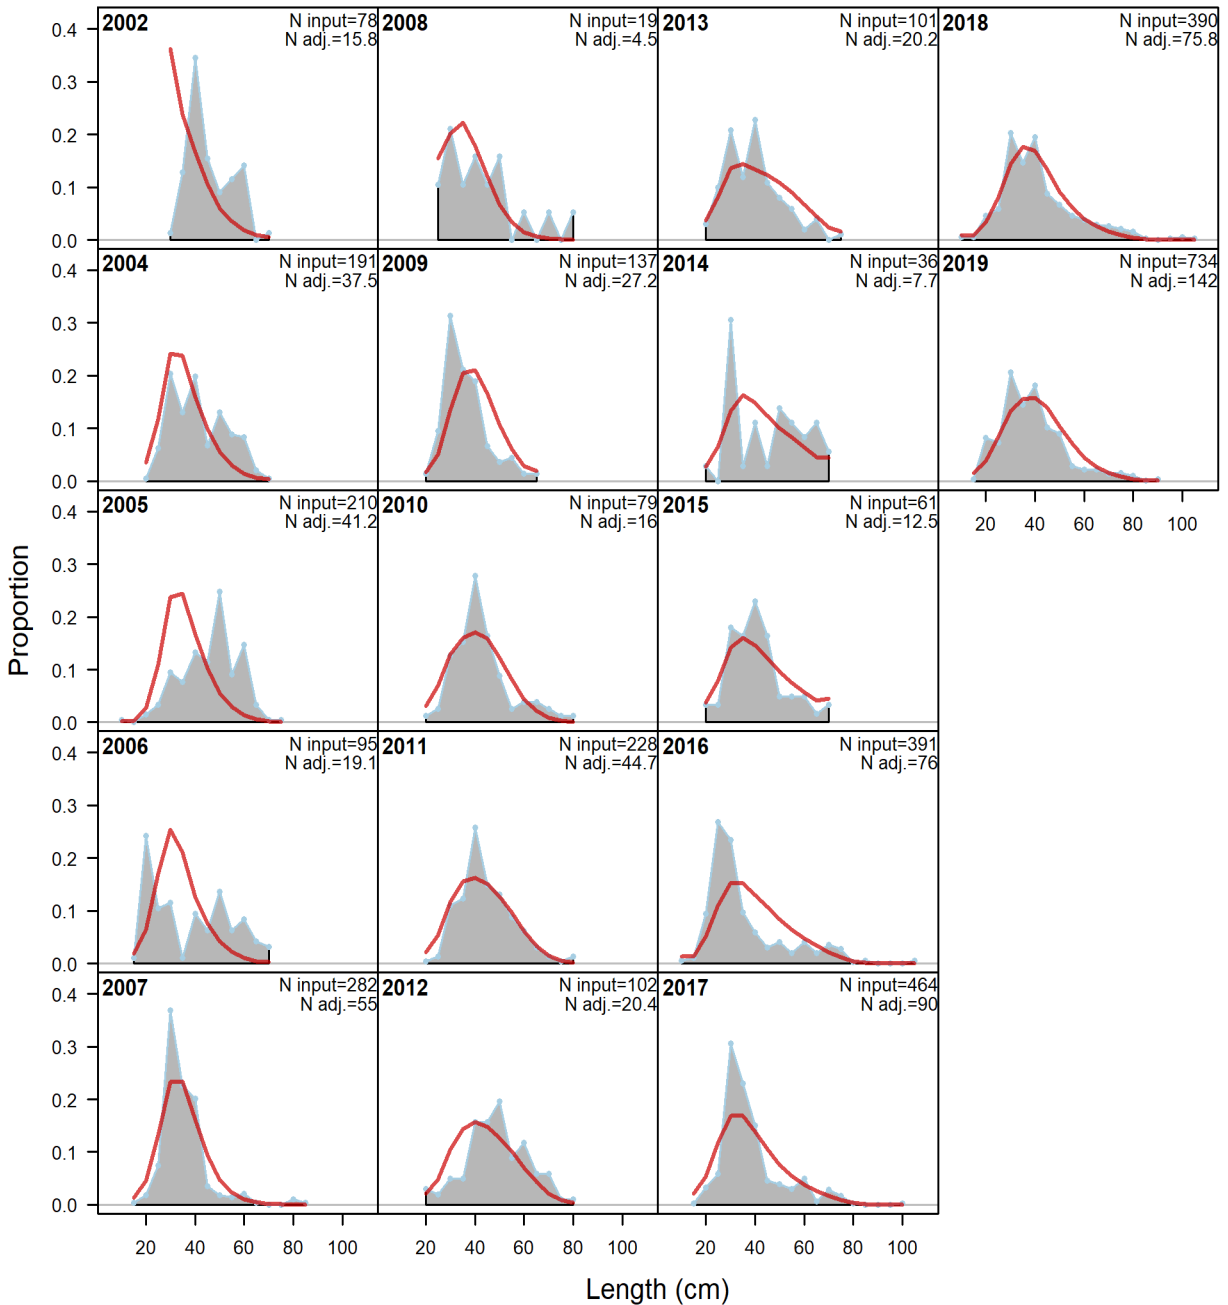 2002
N input=78
N adj.=15.8
2008
N input=19
N adj.=4.5
2013
N input=101
N adj.=20.2
2018
N input=390
N adj.=75.8
0.4
0.3
0.2
0.1
0.0
2004
N input=191
N adj.=37.5
2009
N input=137
N adj.=27.2
2014
N input=36
N adj.=7.7
2019
N input=734
N adj.=142
0.4
0.3
0.2
0.1
0.0
20 40 60 80 100
2005
N input=210
N adj.=41.2
2010
N input=79
N adj.=16
2015
N input=61
N adj.=12.5
0.4
0.3
0.2
0.1
0.0
Proportion
2006
N input=95
N adj.=19.1
2011
N input=228
N adj.=44.7
2016
N input=391
N adj.=76
0.4
0.3
0.2
0.1
0.0
2007
N input=282
N adj.=55
2012
N input=102
N adj.=20.4
2017
N input=464
N adj.=90
0.4
0.3
0.2
0.1
0.0
20 40 60 80 100
20 40 60 80 100
20 40 60 80 100
Length (cm)